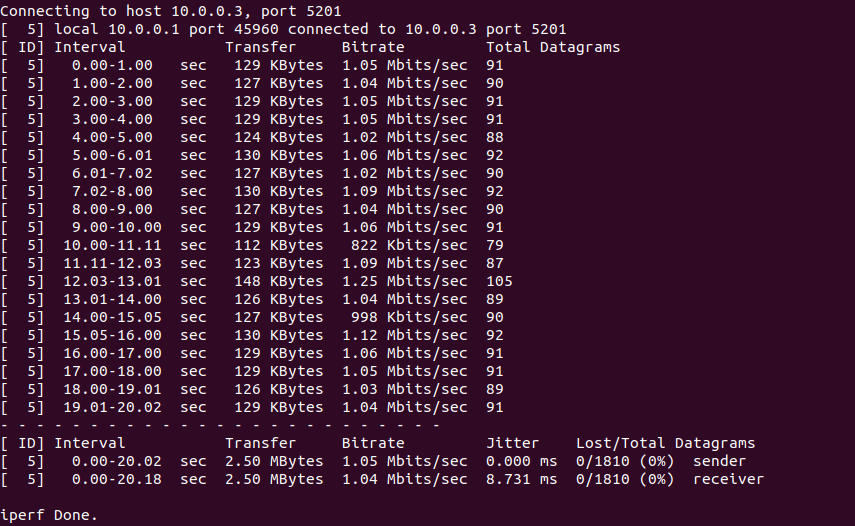 Connecting to host 10.0.0.3, port 5201
[  5] local 10.0.0.1 port 45960 connected to 10.0.0.3 port 5201
[ ID] Interval           Transfer     Bitrate         Total Datagrams
[  5]   0.00-1.00   sec   129 KBytes  1.05 Mbits/sec  91
[  5]   1.00-2.00   sec   127 KBytes  1.04 Mbits/sec  90
[  5]   2.00-3.00   sec   129 KBytes  1.05 Mbits/sec  91
[  5]   3.00-4.00   sec   129 KBytes  1.05 Mbits/sec  91
[  5]   4.00-5.00   sec   124 KBytes  1.02 Mbits/sec  88
[  5]   5.00-6.01   sec   130 KBytes  1.06 Mbits/sec  92
[  5]   6.01-7.02   sec   127 KBytes  1.02 Mbits/sec  90
[  5]   7.02-8.00   sec   130 KBytes  1.09 Mbits/sec  92
[  5]   8.00-9.00   sec   127 KBytes  1.04 Mbits/sec  90
[  5]   9.00-10.00  sec   129 KBytes  1.06 Mbits/sec  91
[  5]  10.00-11.11  sec   112 KBytes   822 Kbits/sec  79
[  5]  11.11-12.03  sec   123 KBytes  1.09 Mbits/sec  87
[  5]  12.03-13.01  sec   148 KBytes  1.25 Mbits/sec  105
[  5]  13.01-14.00  sec   126 KBytes  1.04 Mbits/sec  89
[  5]  14.00-15.05  sec   127 KBytes   998 Kbits/sec  90
[  5]  15.05-16.00  sec   130 KBytes  1.12 Mbits/sec  92
[  5]  16.00-17.00  sec   129 KBytes  1.06 Mbits/sec  91
[  5]  17.00-18.00  sec   129 KBytes  1.05 Mbits/sec  91
[  5]  18.00-19.01  sec   126 KBytes  1.03 Mbits/sec  89
[  5]  19.01-20.02  sec   129 KBytes  1.04 Mbits/sec  91
- - - - - - - - - - - - - - - - - - - - - - - - -
[ ID] Interval           Transfer     Bitrate         Jitter    Lost/Total Datagrams
[  5]   0.00-20.02  sec  2.50 MBytes  1.05 Mbits/sec  0.000 ms  0/1810 (0%)  sender
[  5]   0.00-20.18  sec  2.50 MBytes  1.04 Mbits/sec  8.731 ms  0/1810 (0%)  receiver

iperf Done.